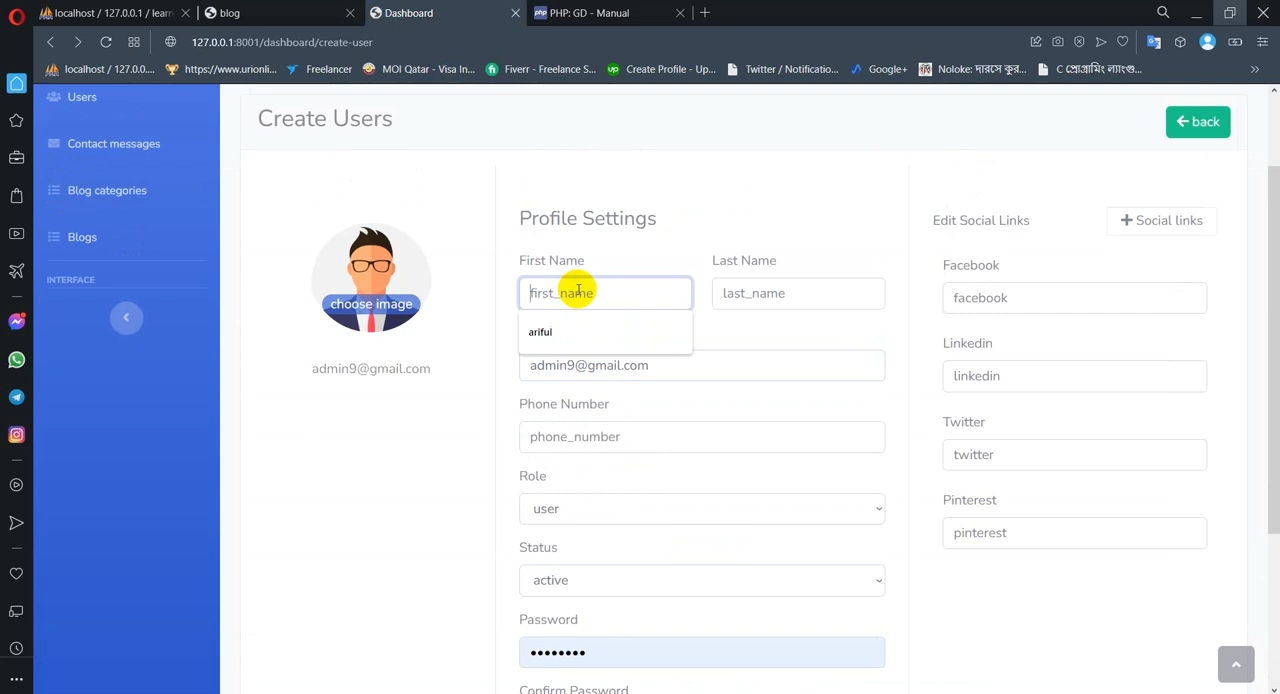 localhost / 127.0.0.1 / learn
blog
Dashboard
PHP: GD - Manual
127.0.0.1:8001/dashboard/create-user
localhost / 127.0.0....
https://www.urionli...
Freelancer
MOI Qatar - Visa In...
Fiverr - Freelance S...
Create Profile - Up...
Twitter / Notificatio...
Google+
Noloke: দারসে কুর...
C প্রোগ্রামিং ল্যাংগু...
Users
Contact messages
Blog categories
Blogs
INTERFACE
Create Users
back
choose image
admin9@gmail.com
Profile Settings
First Name
Last Name
first_name
last_name
ariful
admin9@gmail.com
Phone Number
phone_number
Role
user
Status
active
Password
Confirm Password
Edit Social Links
Social links
Facebook
facebook
Linkedin
linkedin
Twitter
twitter
Pinterest
pinterest